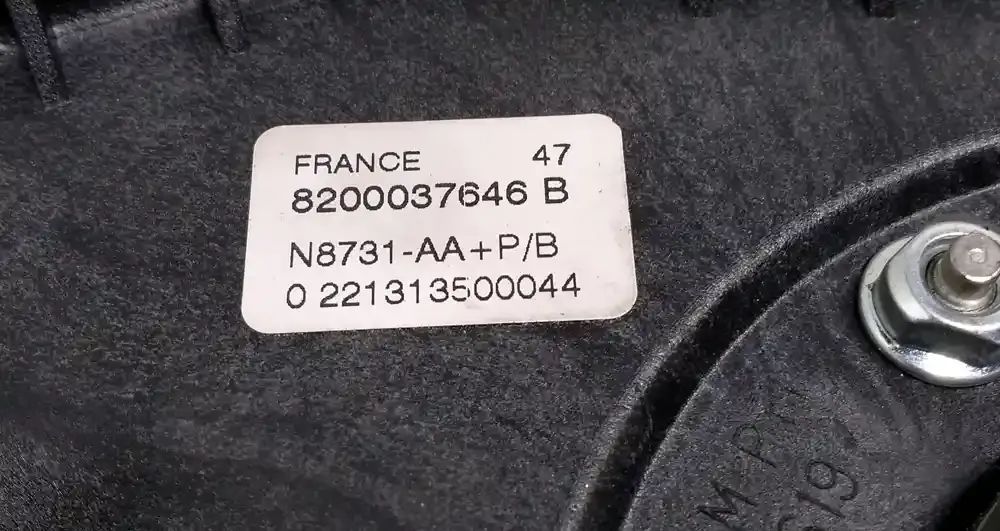 FRANCE 47
8200037646 B
N8731-AA+P/B
0 221313500044